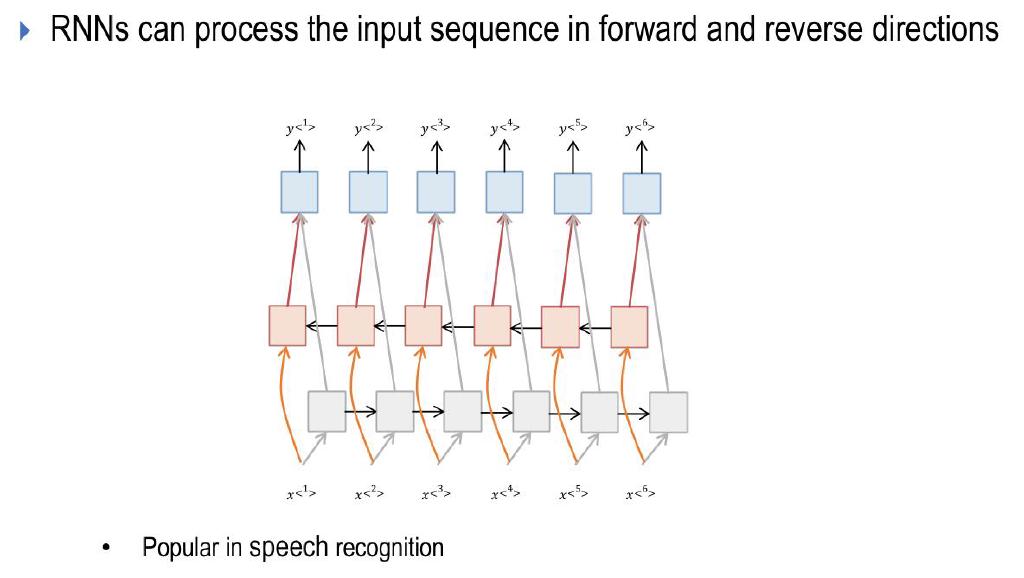 RNNs can process the input sequence in forward and reverse directions
y<1> y<2> y<3> y<4> y<5> y<6>
x<1> x<2> x<3> x<4> x<5> x<6>
• Popular in speech recognition